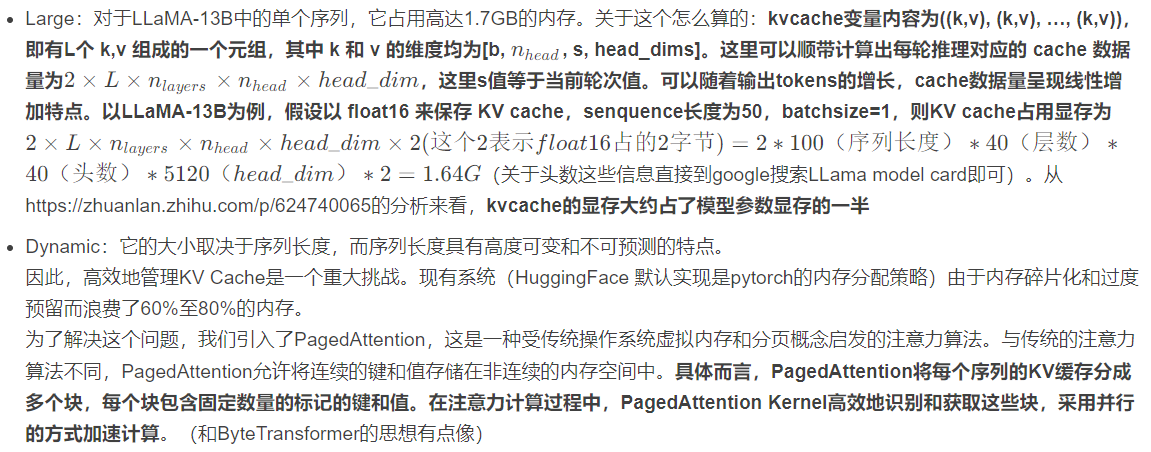 Large：对于LLaMA-13B中的单个序列，它占用高达1.7GB的内存。关于这个怎么算的：kvcache变量内容为((k,v), (k,v), …, (k,v))，
即有L个 k,v 组成的一个元组，其中 k 和 v 的维度均为[b, n_{head}, s, head_dims]。这里可以顺带计算出每轮推理对应的 cache 数据
量为2 × L × n_{layers} × n_{head} × head_dim，这里s值等于当前轮次值。可以随着输出tokens的增长，cache数据量呈现线性增
加特点。以LLaMA-13B为例，假设以 float16 来保存 KV cache，senquence长度为50，batchsize=1，则KV cache占用显存为
2 × L × n_{layers} × n_{head} × head_dim × 2(这个2表示float16占的2字节) = 2 * 100（序列长度）* 40（层数）*
40（头数）* 5120（head_dim）* 2 = 1.64G（关于头数这些信息直接到google搜索LLama model card即可）。从
https://zhuanlan.zhihu.com/p/624740065的分析来看，kvcache的显存大约占了模型参数显存的一半
Dynamic：它的大小取决于序列长度，而序列长度具有高度可变和不可预测的特点。
因此，高效地管理KV Cache是一个重大挑战。现有系统（HuggingFace 默认实现是pytorch的内存分配策略）由于内存碎片化和过度
预留而浪费了60%至80%的内存。
为了解决这个问题，我们引入了PagedAttention，这是一种受传统操作系统虚拟内存和分页概念启发的注意力算法。与传统的注意力
算法不同，PagedAttention允许将连续的键和值存储在非连续的内存空间中。具体而言，PagedAttention将每个序列的KV缓存分成
多个块，每个块包含固定数量的标记的键和值。在注意力计算过程中，PagedAttention Kernel高效地识别和获取这些块，采用并行
的方式加速计算。（和ByteTransformer的思想有点像）